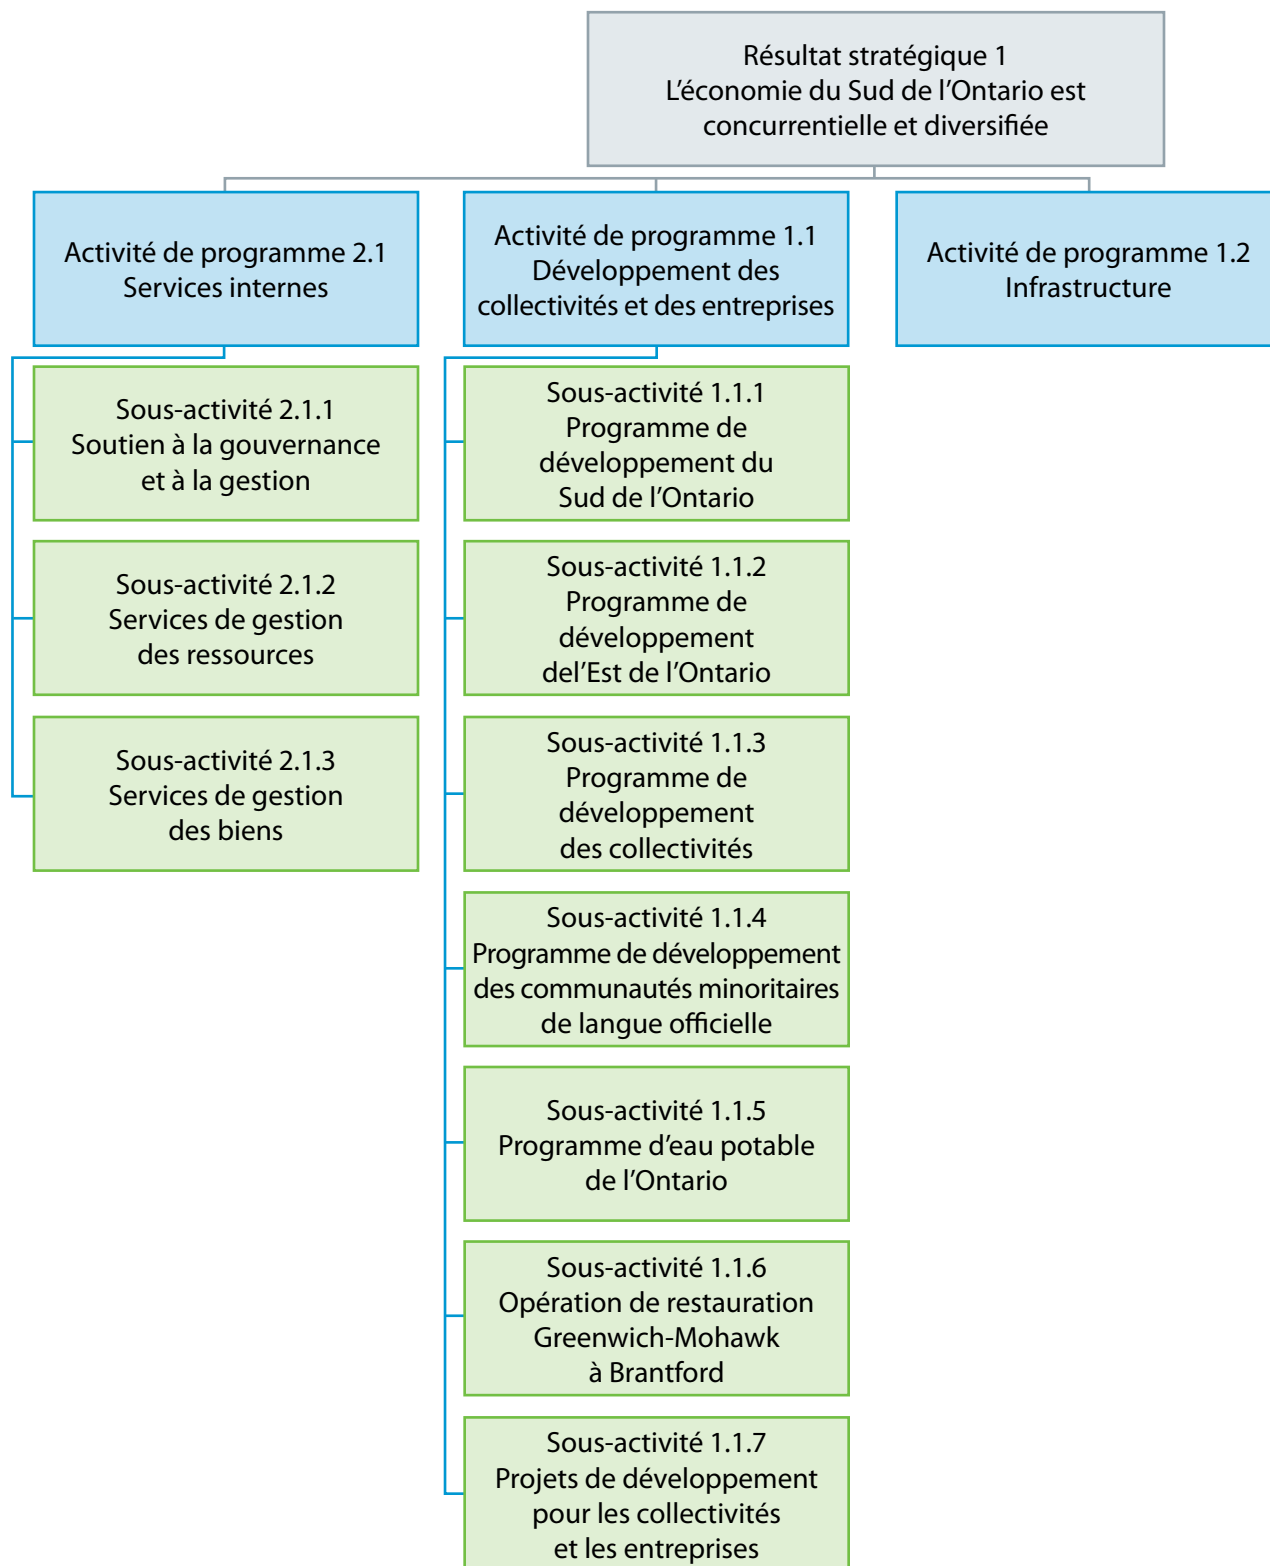 Résultat stratégique 1
L’économie du Sud de l’Ontario est
concurrentielle et diversifiée
Activité de programme 2.1
Services internes
Activité de programme 1.1
Développement des
collectivités et des entreprises
Activité de programme 1.2
Infrastructure
Sous-activité 2.1.1
Soutien à la gouvernance
et à la gestion
Sous-activité 2.1.2
Services de gestion
des ressources
Sous-activité 2.1.3
Services de gestion
des biens
Sous-activité 1.1.1
Programme de
développement du
Sud de l’Ontario
Sous-activité 1.1.2
Programme de
développement
del’Est de l’Ontario
Sous-activité 1.1.3
Programme de
développement
des collectivités
Sous-activité 1.1.4
Programme de développement
des communautés minoritaires
de langue officielle
Sous-activité 1.1.5
Programme d’eau potable
de l’Ontario
Sous-activité 1.1.6
Opération de restauration
Greenwich-Mohawk
à Brantford
Sous-activité 1.1.7
Projets de développement
pour les collectivités
et les entreprises